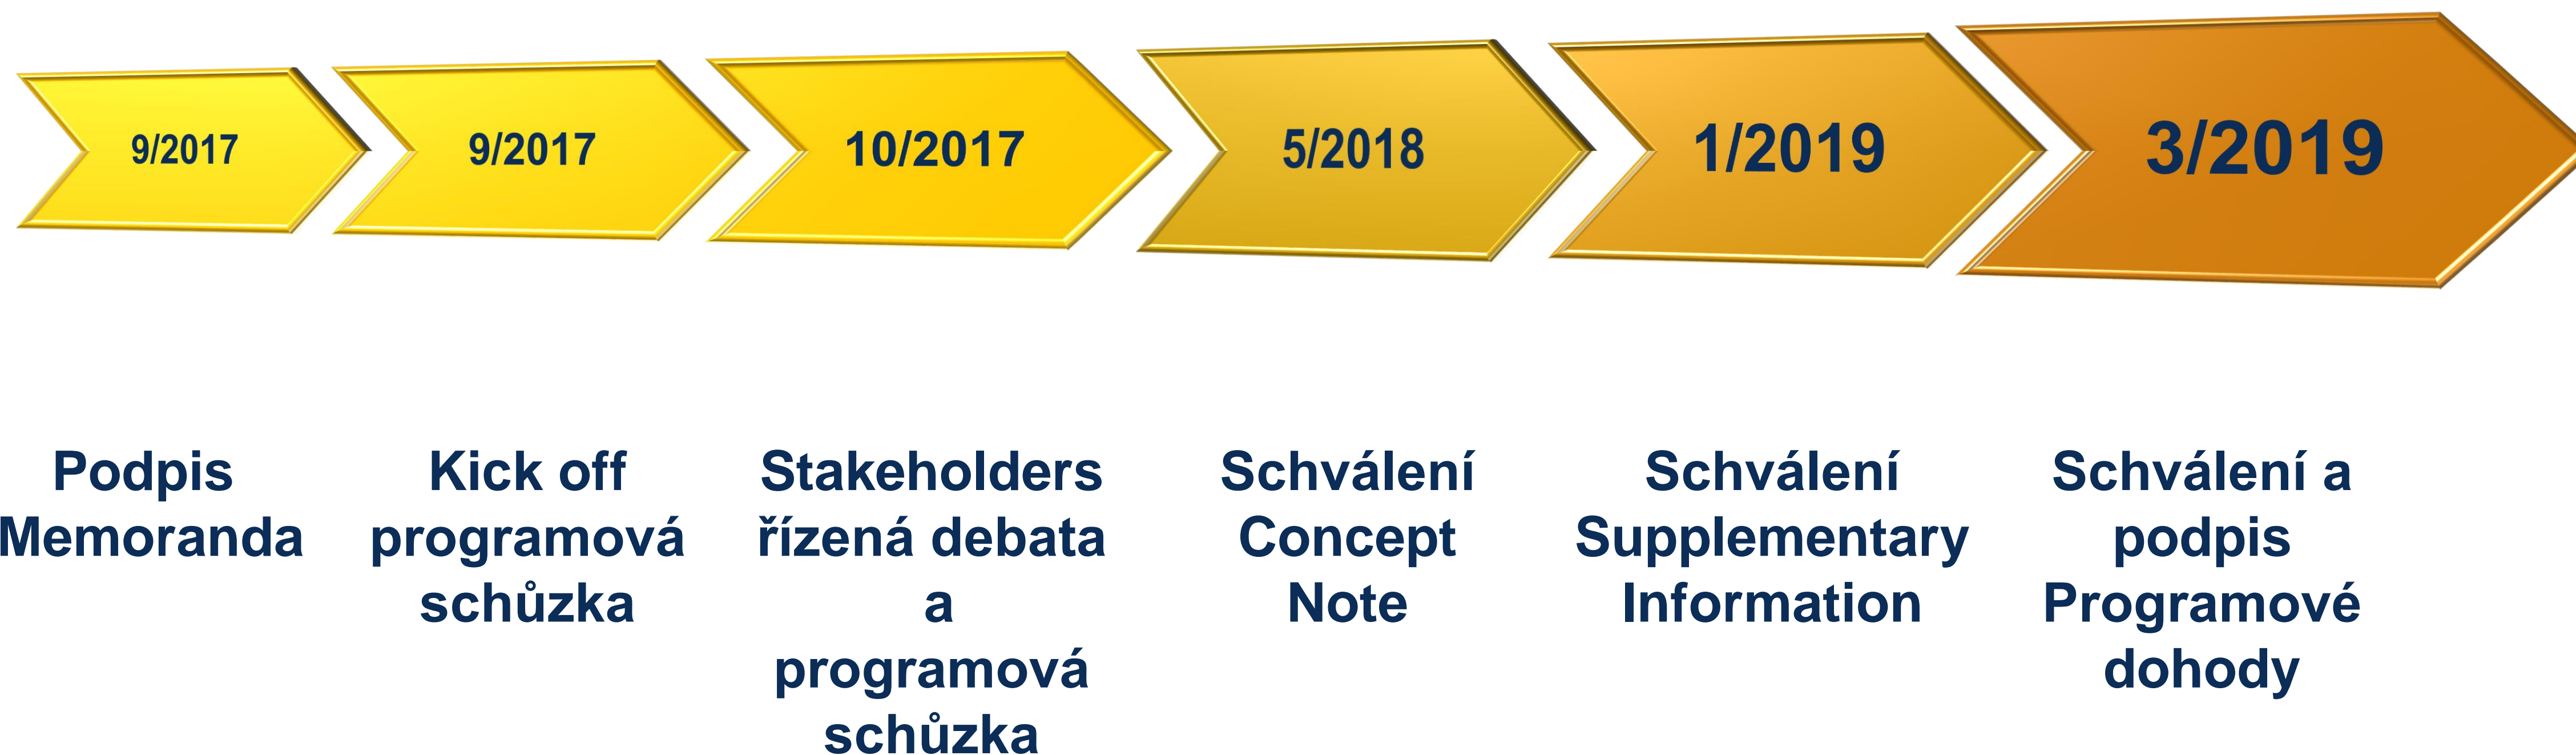 9/2017
9/2017
10/2017
5/2018
1/2019
3/2019
Podpis
Memoranda
Kick off
programová
schůzka
Stakeholders
řízená debata
a
programová
schůzka
Schválení
Concept
Note
Schválení
Supplementary
Information
Schválení a
podpis
Programové
dohody